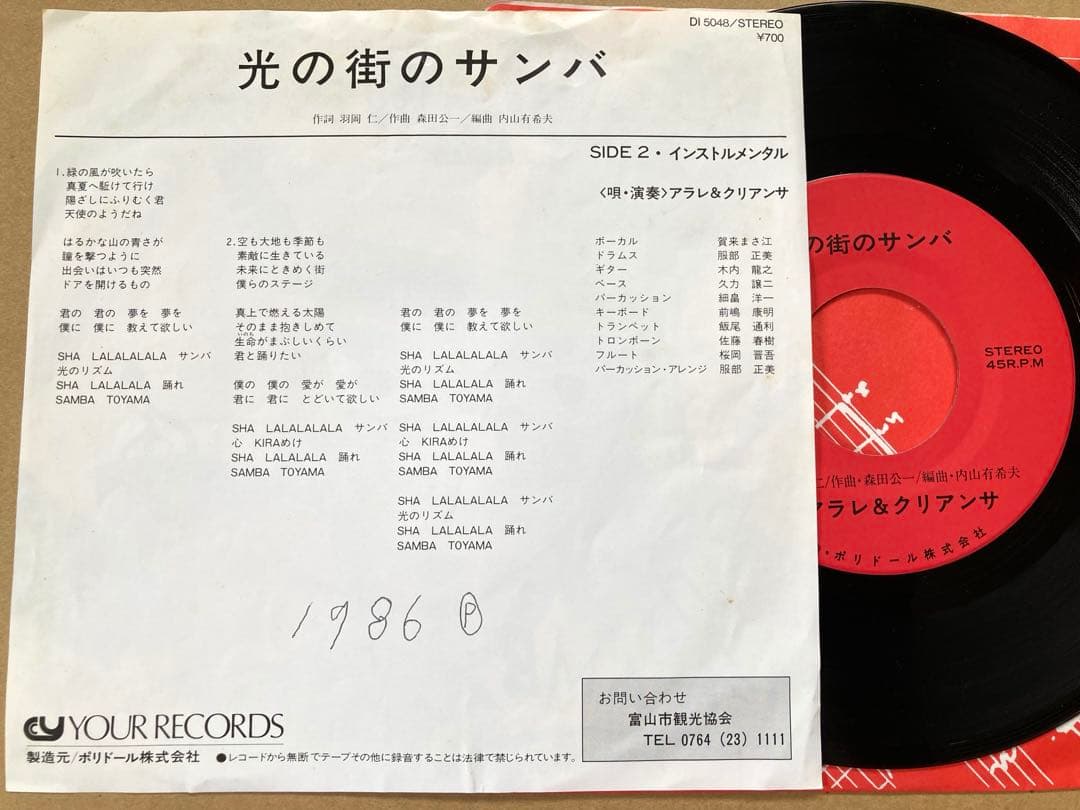 DI 5048/STEREO
¥700
光の街のサンバ
作詞 羽岡 仁/作曲 森田公一/編曲 内山有希夫
SIDE 2・インストルメンタル
〈唄・演奏〉アラレ&クリアンサ
1.緑の風が吹いたら
真夏へ駈けて行け
陽ざしにふりむく君
天使のようだね
はるかな山の青さが
瞳を撃つように
出会いはいつも突然
ドアを開けるもの
君の 君の 夢を 夢を
僕に 僕に 教えて欲しい
SHA LALALALALA サンバ
光のリズム
SHA LALALALA 踊れ
SAMBA TOYAMA
2.空も大地も季節も
素敵に生きている
未来にときめく街
僕らのステージ
真上で燃える太陽
そのまま抱きしめて
いのち
生命がまぶしいくらい
君と踊りたい
僕の 僕の 愛が 愛が
君に 君に とどいて欲しい
SHA LALALALALA サンバ
心 KIRAめけ
SHA LALALALA 踊れ
SAMBA TOYAMA
君の 君の 夢を 夢を
僕に 僕に 教えて欲しい
SHA LALALALALA サンバ
光のリズム
SHA LALALALA 踊れ
SAMBA TOYAMA
SHA LALALALALA サンバ
心 KIRAめけ
SHA LALALALA 踊れ
SAMBA TOYAMA
SHA LALALALALA サンバ
光のリズム
SHA LALALALA 踊れ
SAMBA TOYAMA
ボーカル 賀来まさ江
ドラムス 服部 正美
ギター 木内 龍之
ベース 久力 譲二
パーカッション 細畠 洋一
キーボード 前嶋 康明
トランペット 飯尾 通利
トロンボーン 佐藤 春樹
フルート 桜岡 晋吾
パーカッション・アレンジ 服部 正美
1986 Ⓟ
YOUR RECORDS
製造元/ポリドール株式会社 ●レコードから無断でテープその他に録音することは法律で禁じられています。
お問い合わせ
富山市観光協会
TEL 0764 (23) 1111
の街のサンバ
STEREO
45R.P.M
仁/作曲・森田公一/編曲・内山有希夫
アラレ&クリアンサ
・ポリドール株式会社